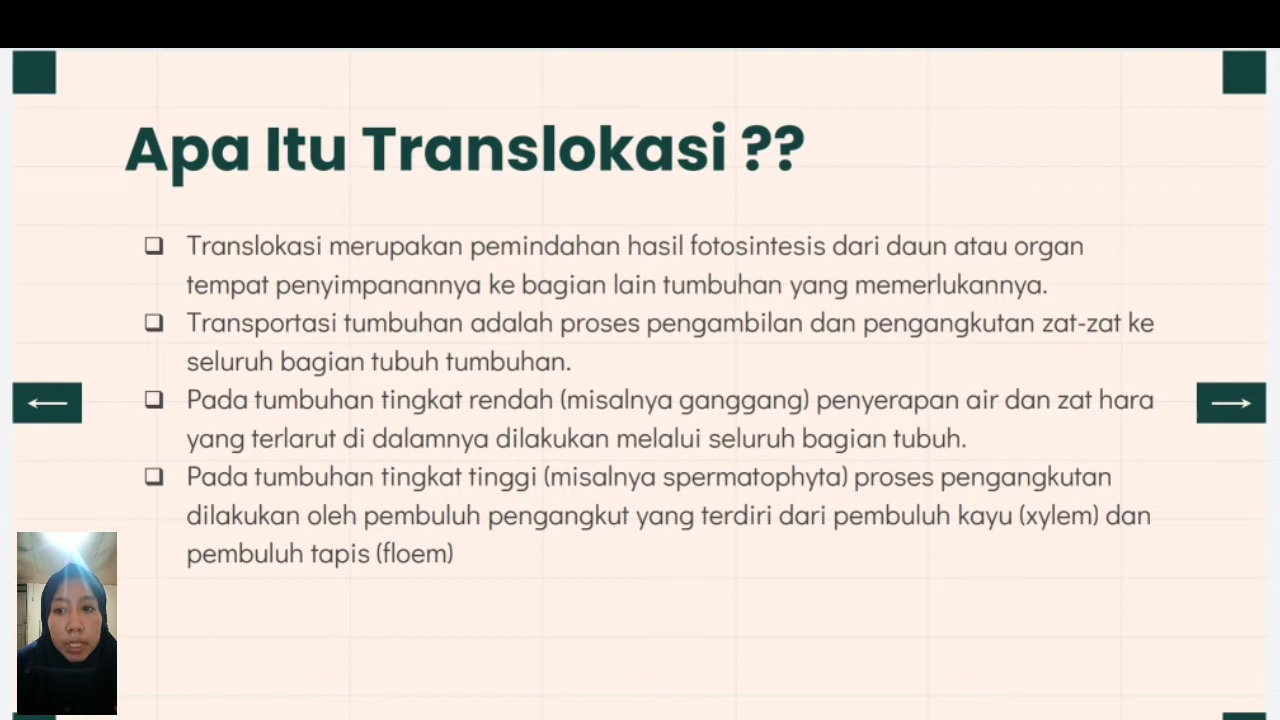 Apa Itu Translokasi ??
Translokasi merupakan pemindahan hasil fotosintesis dari daun atau organ
tempat penyimpanannya ke bagian lain tumbuhan yang memerlukannya.
Transportasi tumbuhan adalah proses pengambilan dan pengangkutan zat-zat ke
seluruh bagian tubuh tumbuhan.
Pada tumbuhan tingkat rendah (misalnya ganggang) penyerapan air dan zat hara
yang terlarut di dalamnya dilakukan melalui seluruh bagian tubuh.
Pada tumbuhan tingkat tinggi (misalnya spermatophyta) proses pengangkutan
dilakukan oleh pembuluh pengangkut yang terdiri dari pembuluh kayu (xylem) dan
pembuluh tapis (floem)